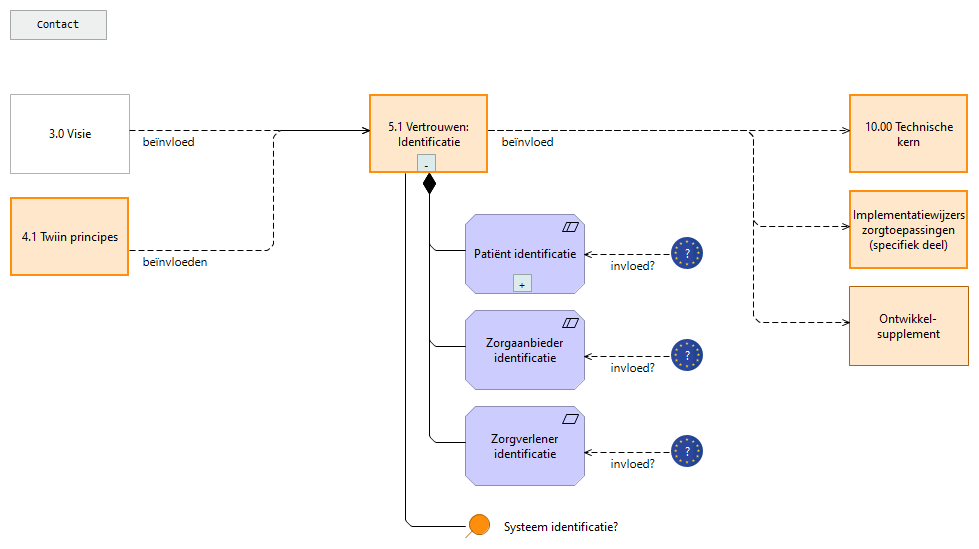 Contact
3.0 Visie
beïnvloed
4.1 Twiin principes
beïnvloeden
5.1 Vertrouwen:
Identificatie
-
beïnvloed
10.00 Technische
kern
Implementatiewijzers
zorgtoepassingen
(specifiek deel)
Ontwikkel-
supplement
Patiënt identificatie
+
invloed?
?
Zorgaanbieder
identificatie
invloed?
?
Zorgverlener
identificatie
invloed?
?
Systeem identificatie?